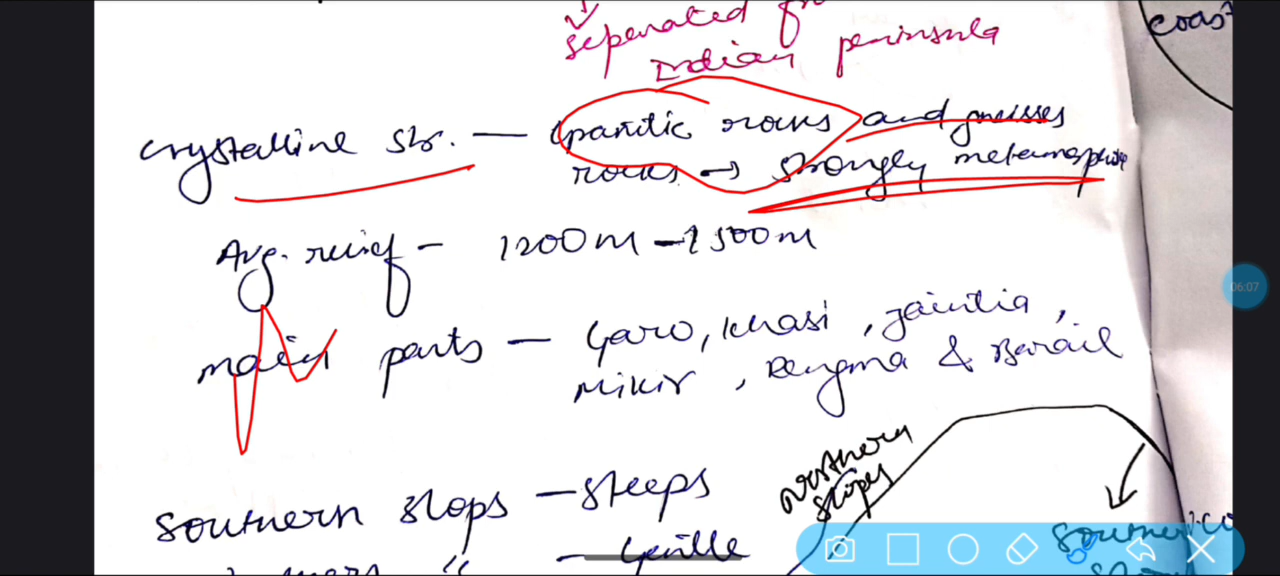 separated
Indian peninsula
coast
crystalline str. — granitic rocks and gneisses
rocks → strongly metamorphic
Avg. relief – 1200m – 1500m
main parts — Garo, Khasi, Jaintia,
Mikir, Rengma & Barail
northern
slopes
southern slops — steeps
— Gentle
06:07